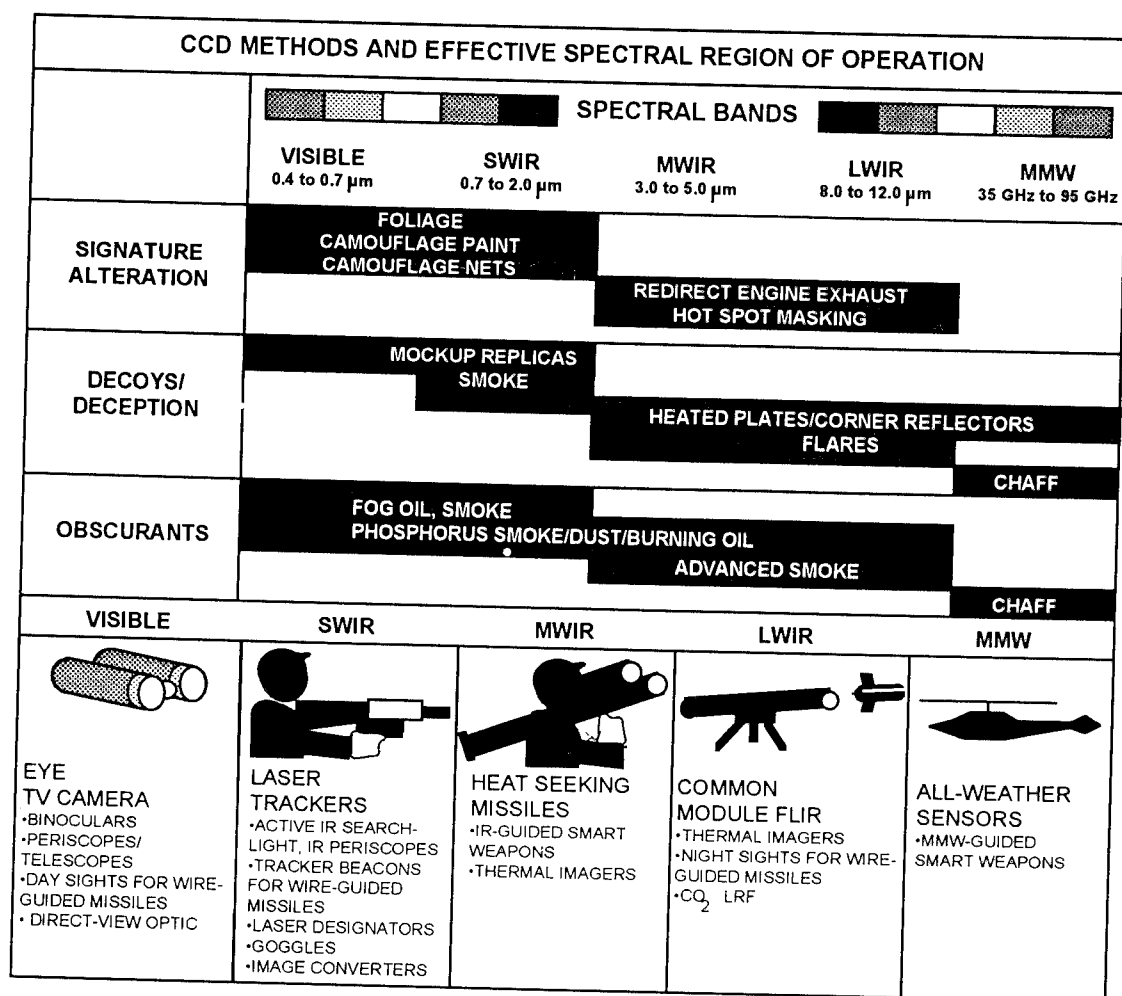 CCD METHODS AND EFFECTIVE SPECTRAL REGION OF OPERATION
SPECTRAL BANDS
VISIBLE
0.4 to 0.7 µm
SWIR
0.7 to 2.0 µm
MWIR
3.0 to 5.0 µm
LWIR
8.0 to 12.0 µm
MMW
35 GHz to 95 GHz
SIGNATURE
ALTERATION
FOLIAGE
CAMOUFLAGE PAINT
CAMOUFLAGE NETS
REDIRECT ENGINE EXHAUST
HOT SPOT MASKING
DECOYS/
DECEPTION
MOCKUP REPLICAS
SMOKE
HEATED PLATES/CORNER REFLECTORS
FLARES
CHAFF
OBSCURANTS
FOG OIL, SMOKE
PHOSPHORUS SMOKE/DUST/BURNING OIL
ADVANCED SMOKE
CHAFF
VISIBLE
SWIR
MWIR
LWIR
MMW
EYE
TV CAMERA
•BINOCULARS
•PERISCOPES/
TELESCOPES
•DAY SIGHTS FOR WIRE-
GUIDED MISSILES
• DIRECT-VIEW OPTIC
LASER
TRACKERS
•ACTIVE IR SEARCH-
LIGHT, IR PERISCOPES
•TRACKER BEACONS
FOR WIRE-GUIDED
MISSILES
•LASER DESIGNATORS
•GOGGLES
•IMAGE CONVERTERS
HEAT SEEKING
MISSILES
•IR-GUIDED SMART
WEAPONS
•THERMAL IMAGERS
COMMON
MODULE FLIR
•THERMAL IMAGERS
•NIGHT SIGHTS FOR WIRE-
GUIDED MISSILES
•CO2 LRF
ALL-WEATHER
SENSORS
•MMW-GUIDED
SMART WEAPONS